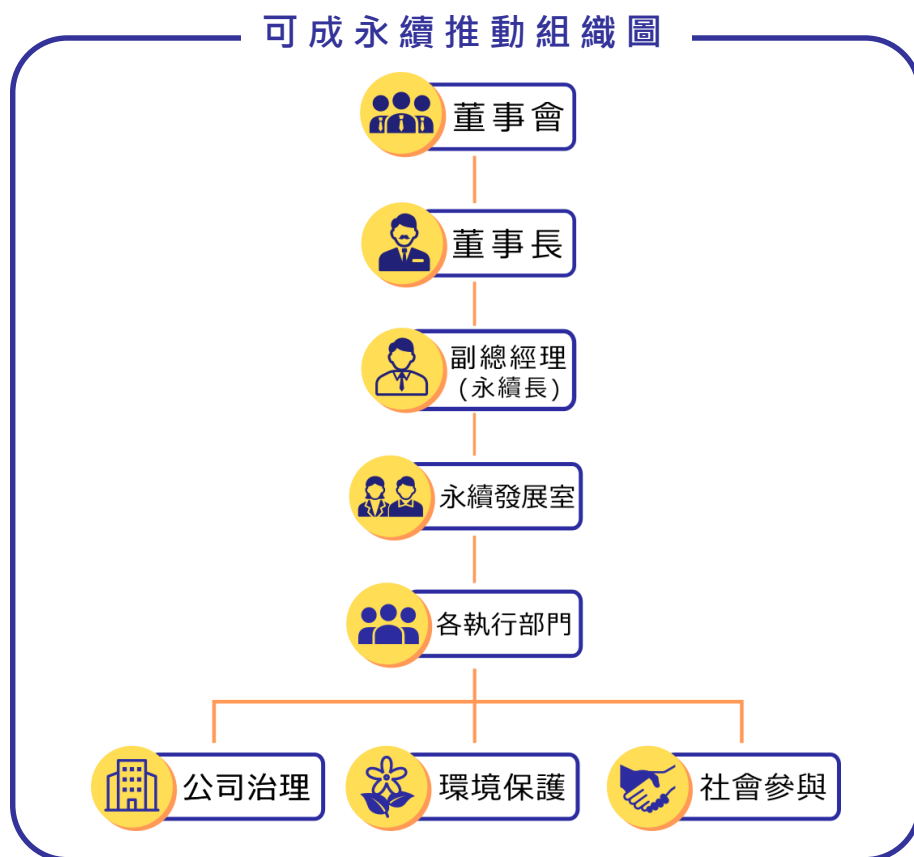 可成永續推動組織圖
董事會
董事長
副總經理
(永續長)
永續發展室
各執行部門
公司治理
環境保護
社會參與